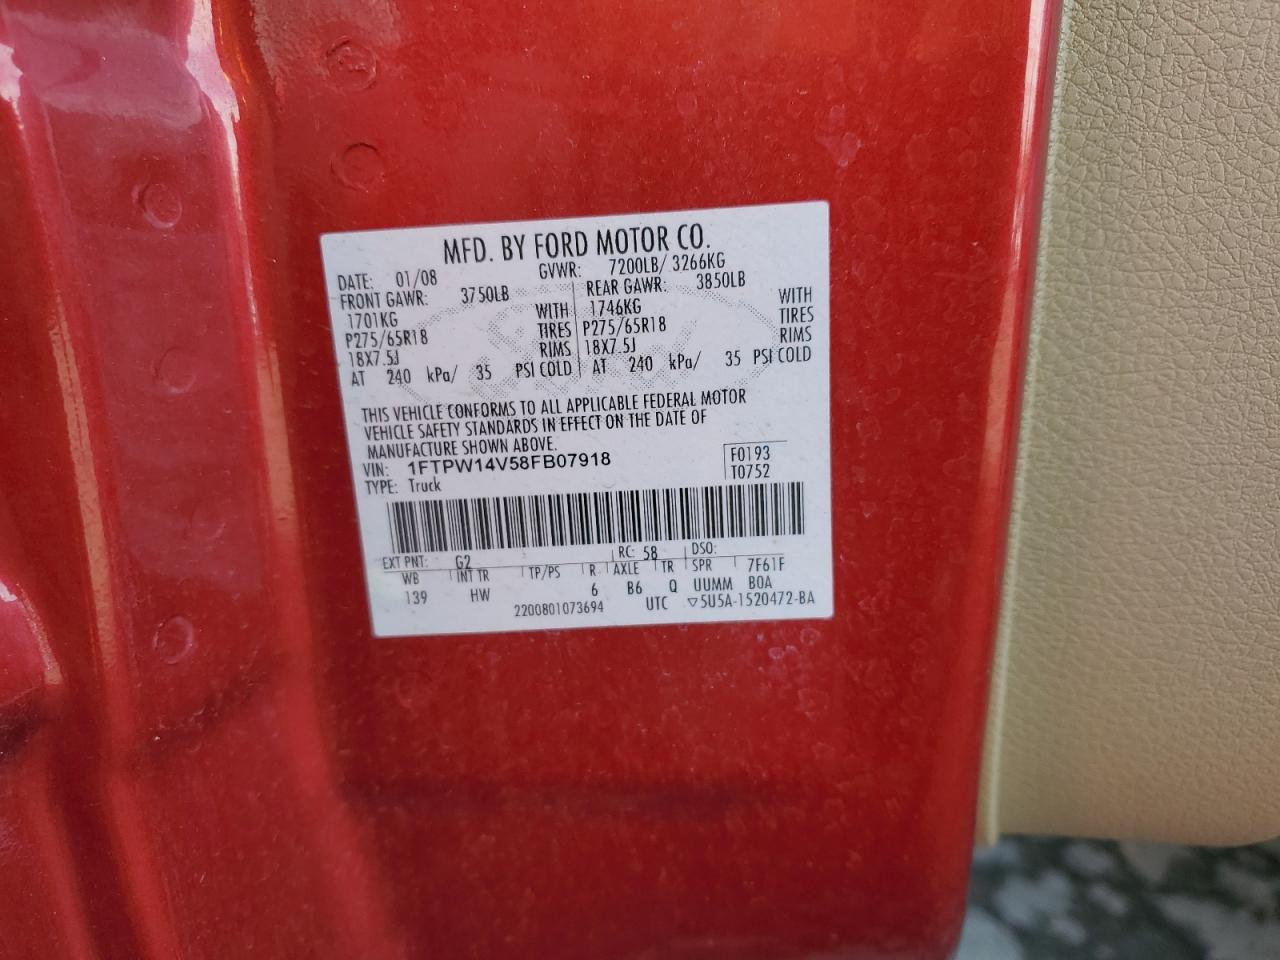 MFD. BY FORD MOTOR CO.
DATE: 01/08 GVWR: 7200LB/ 3266KG
FRONT GAWR: 3750LB REAR GAWR: 3850LB
1701KG WITH 1746KG WITH
P275/65R18 TIRES P275/65R18 TIRES
18X7.5J RIMS 18X7.5J RIMS
AT 240 kPa/ 35 PSI COLD AT 240 kPa/ 35 PSI COLD
THIS VEHICLE CONFORMS TO ALL APPLICABLE FEDERAL MOTOR
VEHICLE SAFETY STANDARDS IN EFFECT ON THE DATE OF
MANUFACTURE SHOWN ABOVE.
VIN: 1FTPW14V58FB07918 F0193
TYPE: Truck T0752
EXT PNT: G2 RC: 58 DSO:
WB INT TR TP/PS R AXLE TR SPR 7F61F
139 HW 6 B6 Q UUMM BOA
2200801073694 UTC ▽5U5A-1520472-BA